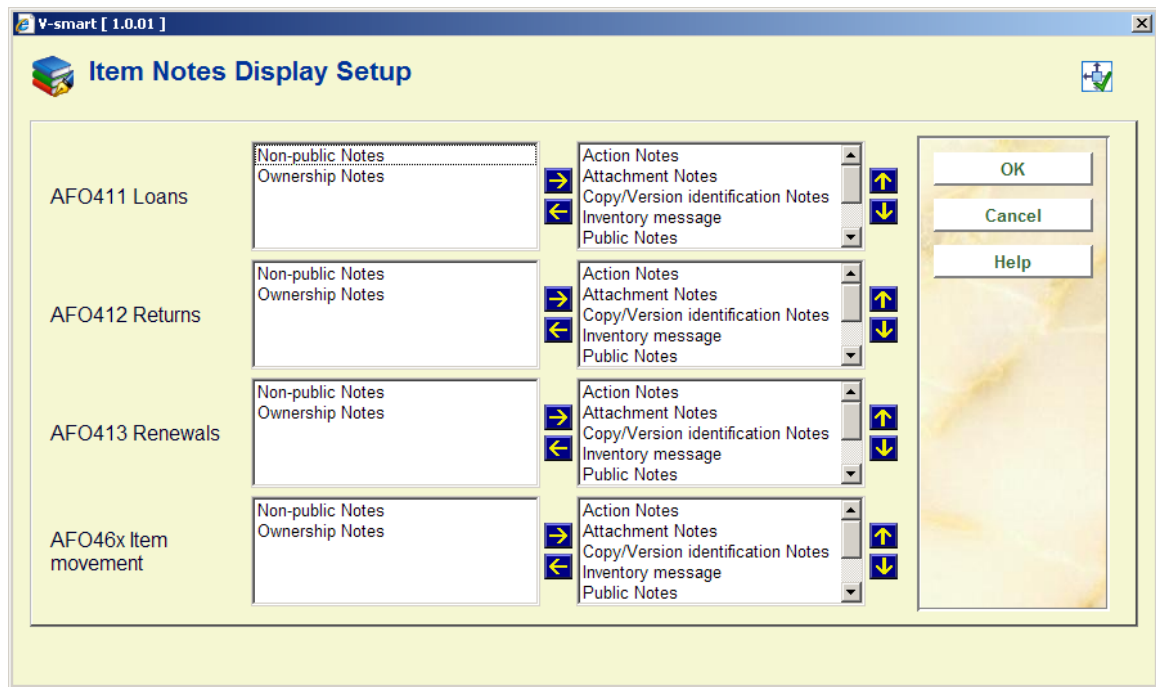 V-smart [ 1.0.01 ]
Item Notes Display Setup
AFO411 Loans
Non-public Notes
Ownership Notes
Action Notes
Attachment Notes
Copy/Version identification Notes
Inventory message
Public Notes
OK
Cancel
Help
AFO412 Returns
Non-public Notes
Ownership Notes
Action Notes
Attachment Notes
Copy/Version identification Notes
Inventory message
Public Notes
AFO413 Renewals
Non-public Notes
Ownership Notes
Action Notes
Attachment Notes
Copy/Version identification Notes
Inventory message
Public Notes
AFO46x Item
movement
Non-public Notes
Ownership Notes
Action Notes
Attachment Notes
Copy/Version identification Notes
Inventory message
Public Notes